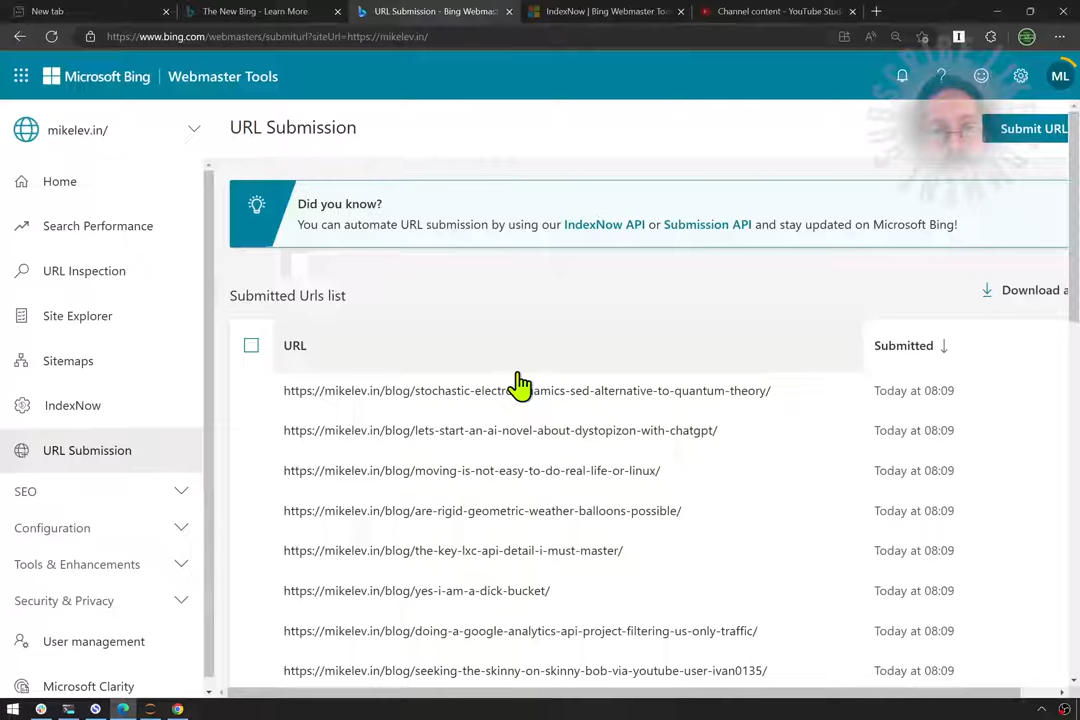 New tab
The New Bing - Learn More
URL Submission - Bing Webmas
IndexNow | Bing Webmaster Too
Channel content - YouTube Stud
https://www.bing.com/webmasters/submiturl?siteUrl=https://mikelev.in/
Microsoft Bing
Webmaster Tools
ML
mikelev.in/
URL Submission
Submit URL
Home
Search Performance
URL Inspection
Site Explorer
Sitemaps
IndexNow
URL Submission
SEO
Configuration
Tools & Enhancements
Security & Privacy
User management
Microsoft Clarity
Did you know?
You can automate URL submission by using our IndexNow API or Submission API and stay updated on Microsoft Bing!
Submitted Urls list
Download a
URL
Submitted
https://mikelev.in/blog/stochastic-electrodynamics-sed-alternative-to-quantum-theory/ Today at 08:09
https://mikelev.in/blog/lets-start-an-ai-novel-about-dystopizon-with-chatgpt/ Today at 08:09
https://mikelev.in/blog/moving-is-not-easy-to-do-real-life-or-linux/ Today at 08:09
https://mikelev.in/blog/are-rigid-geometric-weather-balloons-possible/ Today at 08:09
https://mikelev.in/blog/the-key-lxc-api-detail-i-must-master/ Today at 08:09
https://mikelev.in/blog/yes-i-am-a-dick-bucket/ Today at 08:09
https://mikelev.in/blog/doing-a-google-analytics-api-project-filtering-us-only-traffic/ Today at 08:09
https://mikelev.in/blog/seeking-the-skinny-on-skinny-bob-via-youtube-user-ivan0135/ Today at 08:09